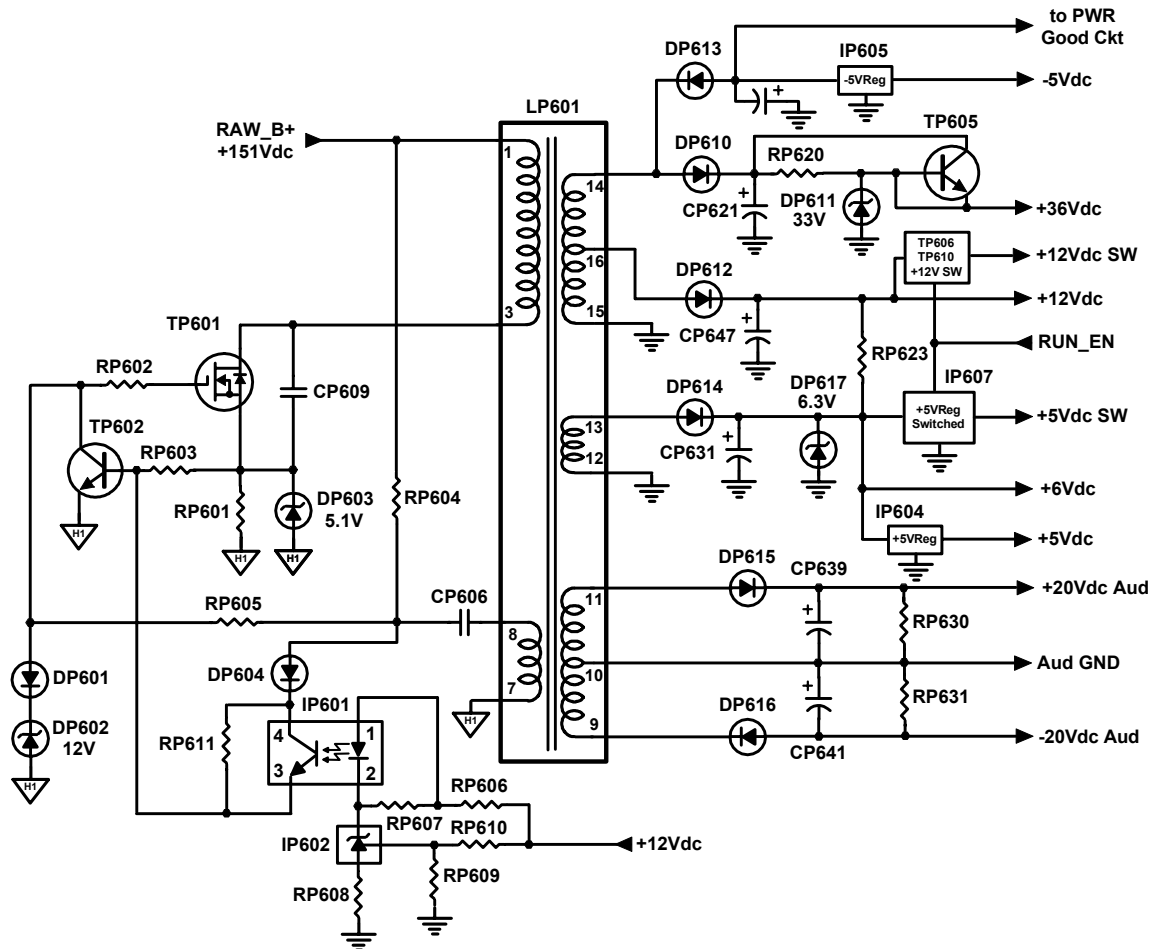 to PWR
Good Ckt
DP613
IP605
-5VReg
-5Vdc
LP601
RAW_B+
+151Vdc
TP605
DP610
RP620
1
14
CP621
DP611
33V
+36Vdc
TP606
TP610
+12V SW
+12Vdc SW
16
DP612
+12Vdc
3
15
CP647
TP601
RP623
RUN_EN
RP602
DP617
6.3V
IP607
CP609
DP614
13
+5VReg
Switched
+5Vdc SW
TP602
RP603
CP631
12
RP601
DP603
5.1V
RP604
+6Vdc
H1
H1
H1
IP604
+5VReg
+5Vdc
DP615
CP639
CP606
11
+20Vdc Aud
RP605
8
RP630
DP601
DP604
10
Aud GND
7
H1
IP601
DP616
RP631
DP602
12V
RP611
4
1
9
-20Vdc Aud
3
2
CP641
H1
RP606
RP607
RP610
IP602
+12Vdc
RP609
RP608